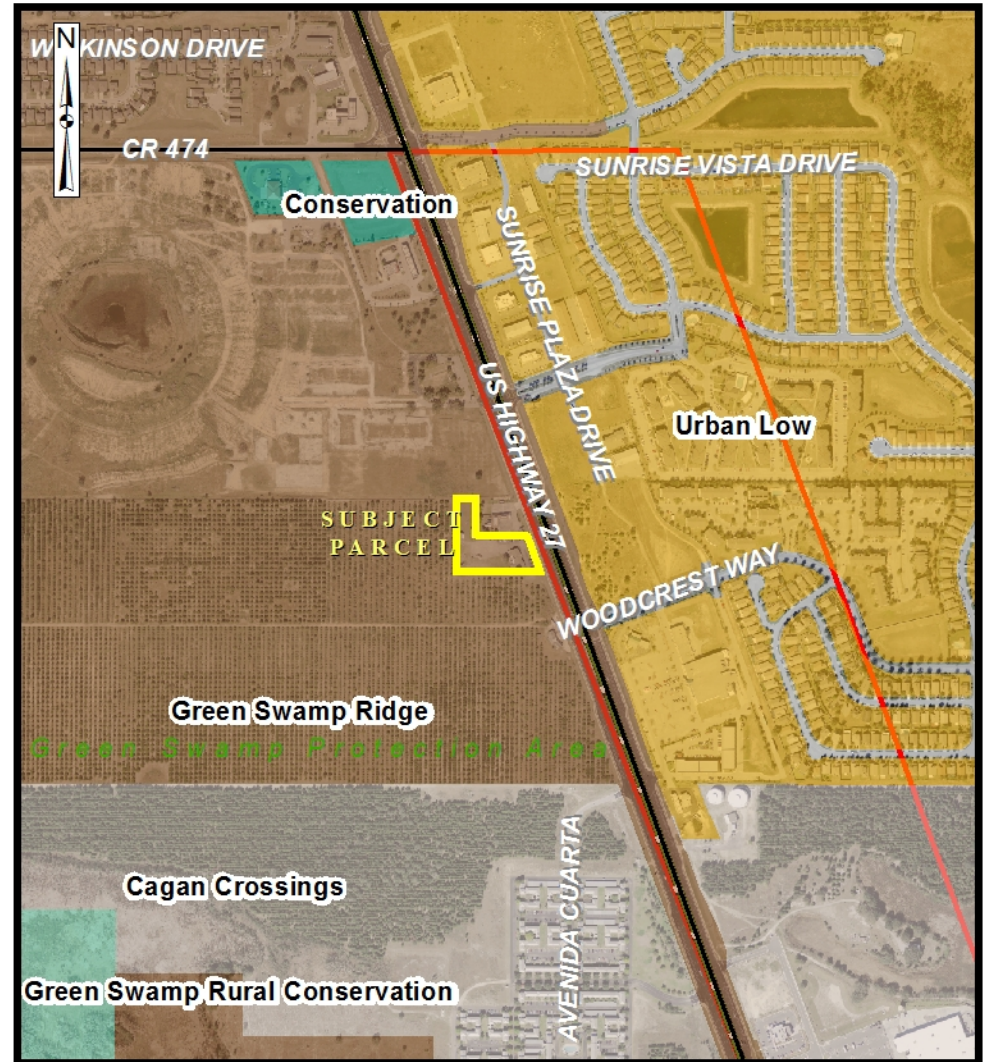 N
W KINSON DRIVE
CR 474
SUNRISE VISTA DRIVE
Conservation
SUNRISE PLAZA DRIVE
US HIGHWAY 27
Urban Low
SUBJECT
PARCEL
WOODCREST WAY
Green Swamp Ridge
Green Swamp Protection Area
AVENIDA CUARTA
Cagan Crossings
Green Swamp Rural Conservation